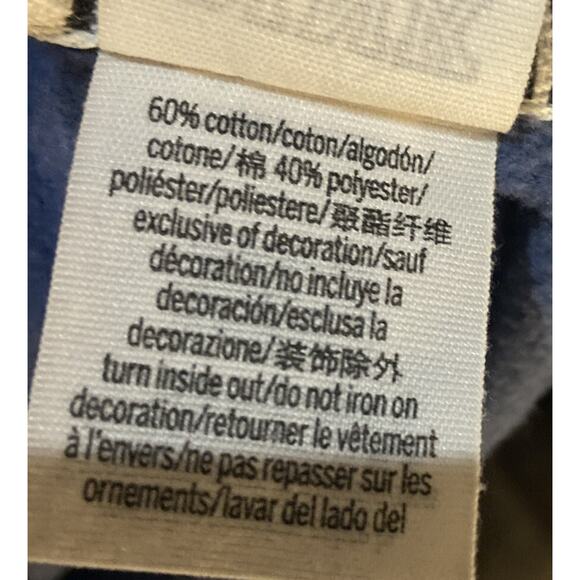 60% cotton/coton/algodón/
cotone/棉 40% polyester/
poliéster/poliestere/聚酯纤维
exclusive of decoration/sauf
décoration/no incluye la
decoración/esclusa la
decorazione/装饰除外
turn inside out/do not iron on
decoration/retourner le vêtement
à l'envers/ne pas repasser sur les
ornements/lavar del lado del